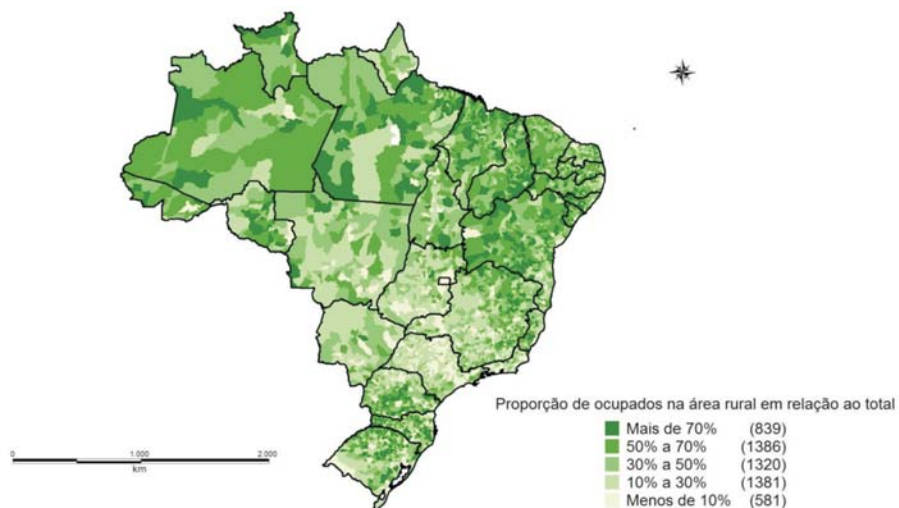 Proporção de ocupados na área rural em relação ao total
Mais de 70% (839)
50% a 70% (1386)
30% a 50% (1320)
10% a 30% (1381)
Menos de 10% (581)
0 1.000 2.000
km